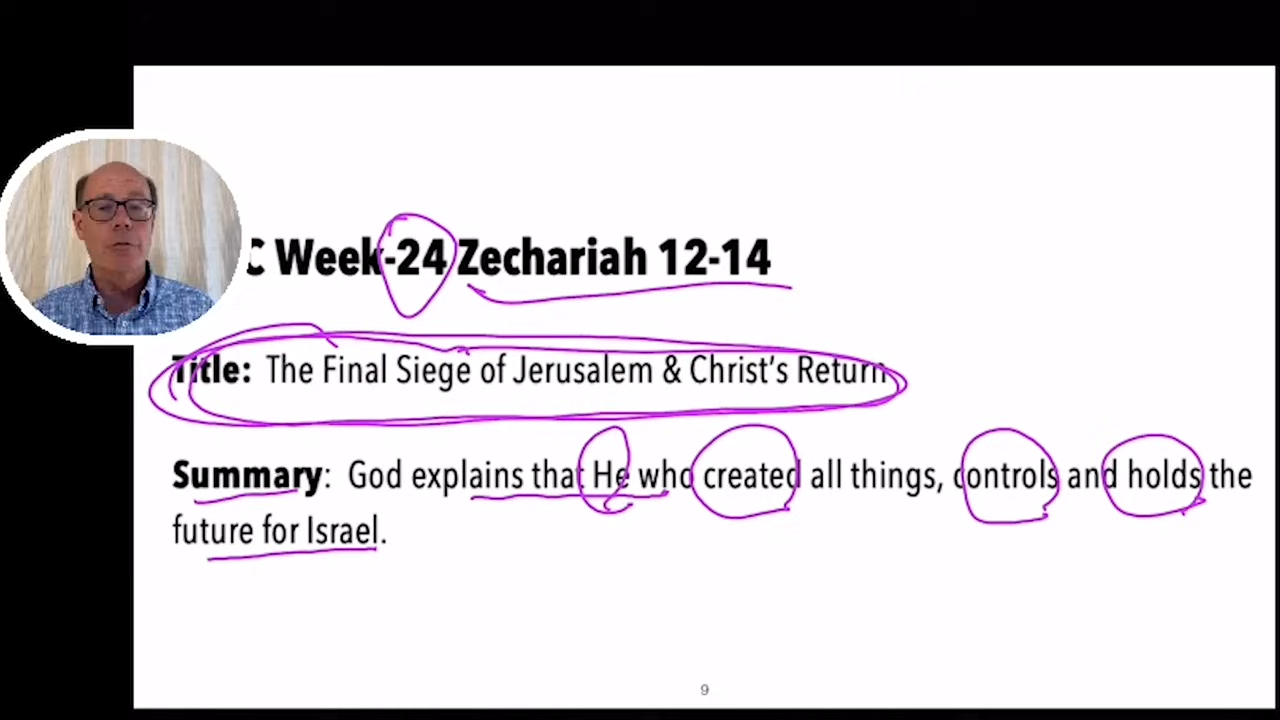 C Week-24 Zechariah 12-14
Title: The Final Siege of Jerusalem & Christ's Return
Summary: God explains that He who created all things, controls and holds the
future for Israel.
9